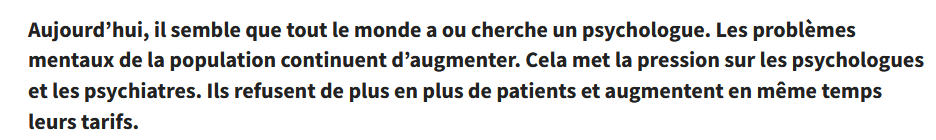 Aujourd’hui, il semble que tout le monde a ou cherche un psychologue. Les problèmes
mentaux de la population continuent d’augmenter. Cela met la pression sur les psychologues
et les psychiatres. Ils refusent de plus en plus de patients et augmentent en même temps
leurs tarifs.